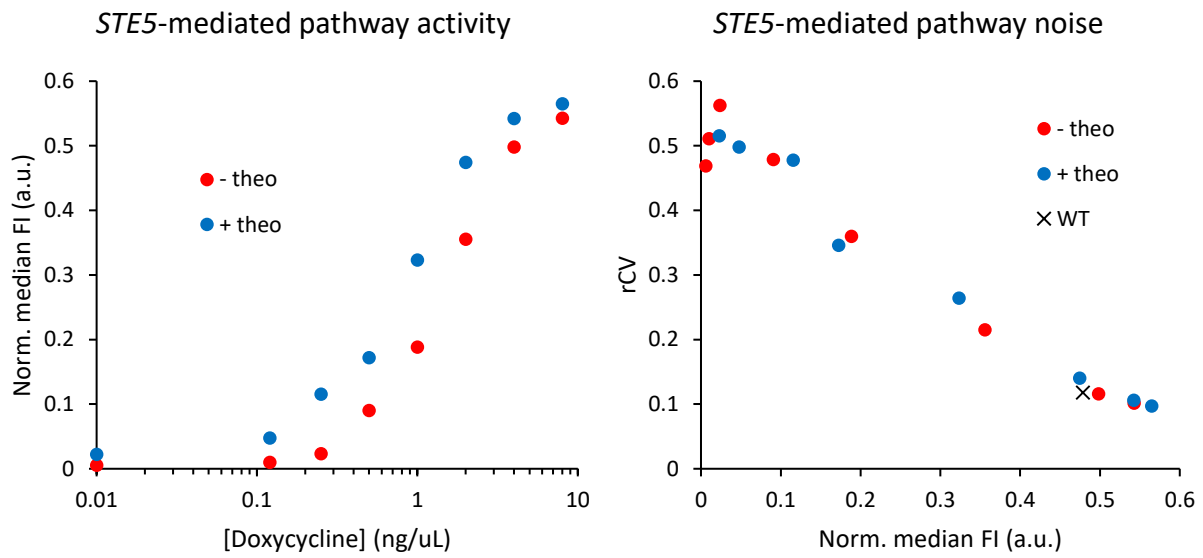 STE5-mediated pathway activity
0.6
0.5
0.4
0.3
0.2
0.1
0
Norm. median FI (a.u.)
- theo
+ theo
0.01
0.1
1
10
[Doxycycline] (ng/uL)
STE5-mediated pathway noise
0.6
0.5
0.4
0.3
0.2
0.1
0
rCV
- theo
+ theo
WT
0
0.1
0.2
0.3
0.4
0.5
0.6
Norm. median FI (a.u.)